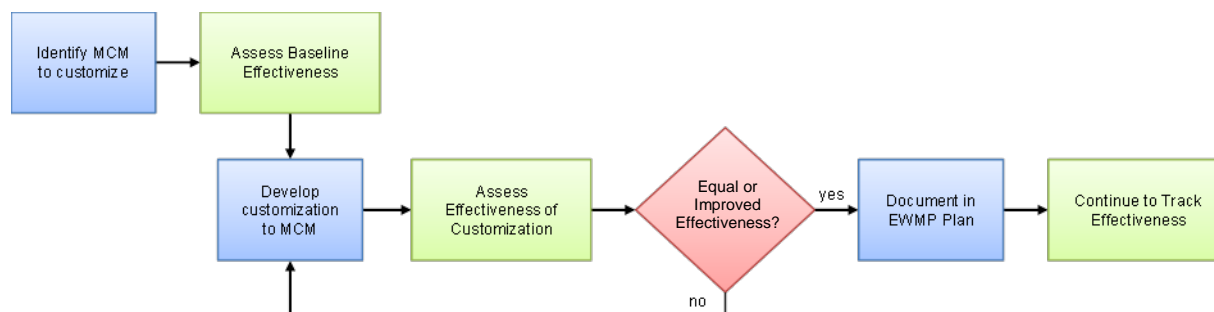 Identify MCM
to customize
Assess Baseline
Effectiveness
Develop
customization
to MCM
Assess
Effectiveness of
Customization
Equal or
Improved
Effectiveness?
yes
Document in
EWMP Plan
Continue to Track
Effectiveness
no